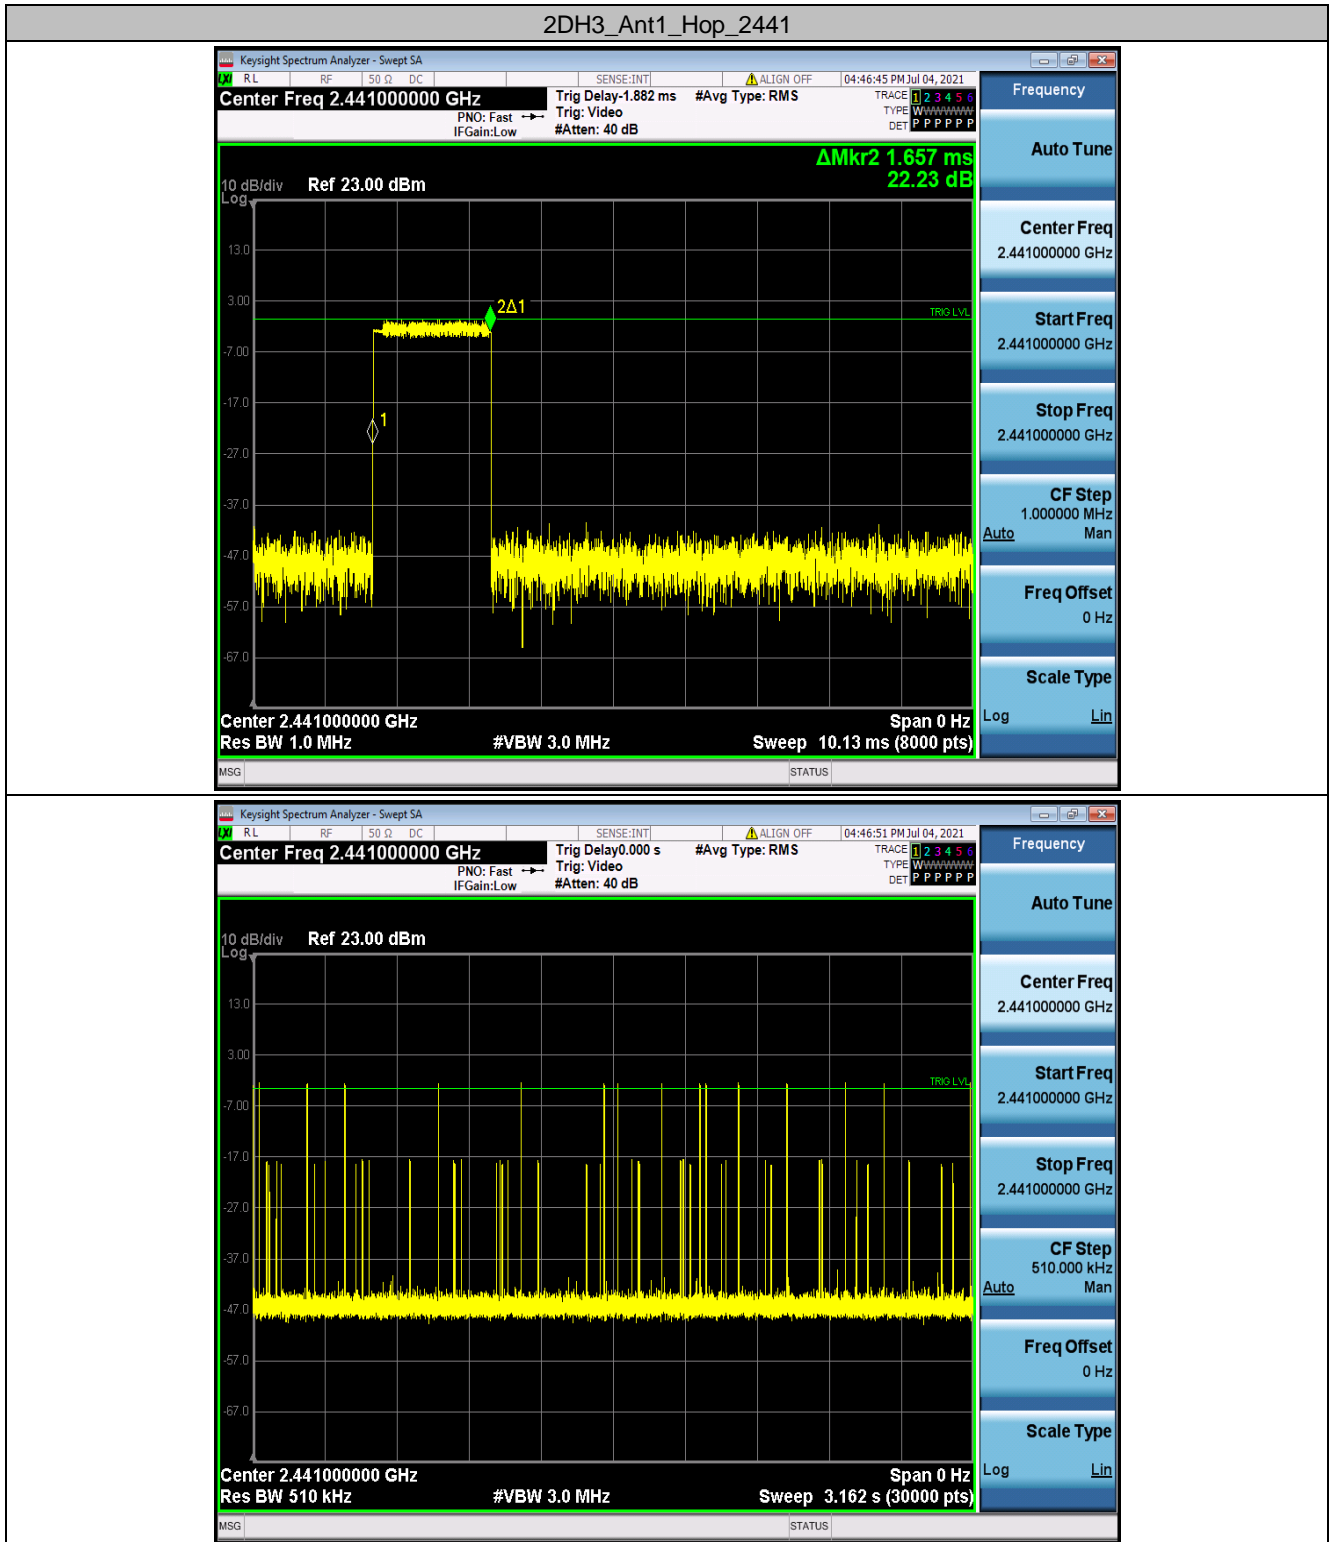 2DH3_Ant1_Hop_2441
Keysight Spectrum Analyzer - Swept SA
LXI RL RF 50 Ω DC SENSE:INT ALIGN OFF 04:46:45 PM Jul 04, 2021
Center Freq 2.441000000 GHz Trig Delay-1.882 ms #Avg Type: RMS TRACE 1 2 3 4 5 6
PNO: Fast Trig: Video TYPE WWWWWW
IFGain:Low #Atten: 40 dB DET P P P P P P
Frequency
Auto Tune
ΔMkr2 1.657 ms
22.23 dB
10 dB/div Ref 23.00 dBm
Log
13.0
3.00
-7.00
-17.0
-27.0
-37.0
-47.0
-57.0
-67.0
2Δ1
TRIG LVL
1
Center Freq
2.441000000 GHz
Start Freq
2.441000000 GHz
Stop Freq
2.441000000 GHz
CF Step
1.000000 MHz
Auto Man
Freq Offset
0 Hz
Scale Type
Log Lin
Center 2.441000000 GHz Span 0 Hz
Res BW 1.0 MHz #VBW 3.0 MHz Sweep 10.13 ms (8000 pts)
MSG STATUS
Keysight Spectrum Analyzer - Swept SA
LXI RL RF 50 Ω DC SENSE:INT ALIGN OFF 04:46:51 PM Jul 04, 2021
Center Freq 2.441000000 GHz Trig Delay0.000 s #Avg Type: RMS TRACE 1 2 3 4 5 6
PNO: Fast Trig: Video TYPE WWWWWW
IFGain:Low #Atten: 40 dB DET P P P P P P
Frequency
Auto Tune
10 dB/div Ref 23.00 dBm
Log
13.0
3.00
-7.00
-17.0
-27.0
-37.0
-47.0
-57.0
-67.0
TRIG LVL
Center Freq
2.441000000 GHz
Start Freq
2.441000000 GHz
Stop Freq
2.441000000 GHz
CF Step
510.000 kHz
Auto Man
Freq Offset
0 Hz
Scale Type
Log Lin
Center 2.441000000 GHz Span 0 Hz
Res BW 510 kHz #VBW 3.0 MHz Sweep 3.162 s (30000 pts)
MSG STATUS